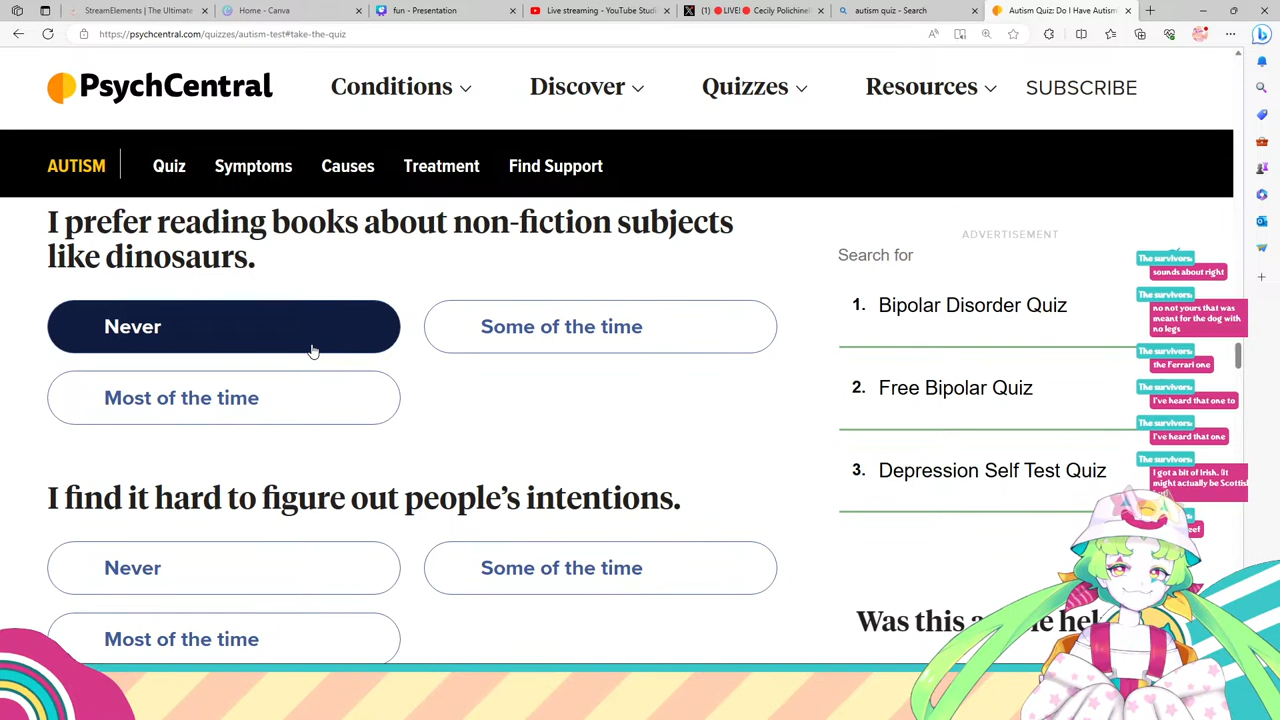 StreamElements | The Ultimate
Home - Canva
fun - Presentation
Live streaming - YouTube Studi
(1) LIVE! Cecily Polichinel
autism quiz - Search
Autism Quiz: Do I Have Autism
https://psychcentral.com/quizzes/autism-test#take-the-quiz
PsychCentral
Conditions
Discover
Quizzes
Resources
SUBSCRIBE
AUTISM
Quiz
Symptoms
Causes
Treatment
Find Support
I prefer reading books about non-fiction subjects
like dinosaurs.
Never
Some of the time
Most of the time
I find it hard to figure out people’s intentions.
Never
Some of the time
Most of the time
ADVERTISEMENT
Search for
1. Bipolar Disorder Quiz
2. Free Bipolar Quiz
3. Depression Self Test Quiz
Was this a
hel
The survivors:
sounds about right
The survivors:
no not yours that was
meant for the dog with
no legs
The survivors:
the Ferrari one
The survivors:
I've heard that one to
The survivors:
I've heard that one
The survivors:
I got a bit of Irish. It
might actually be Scottish